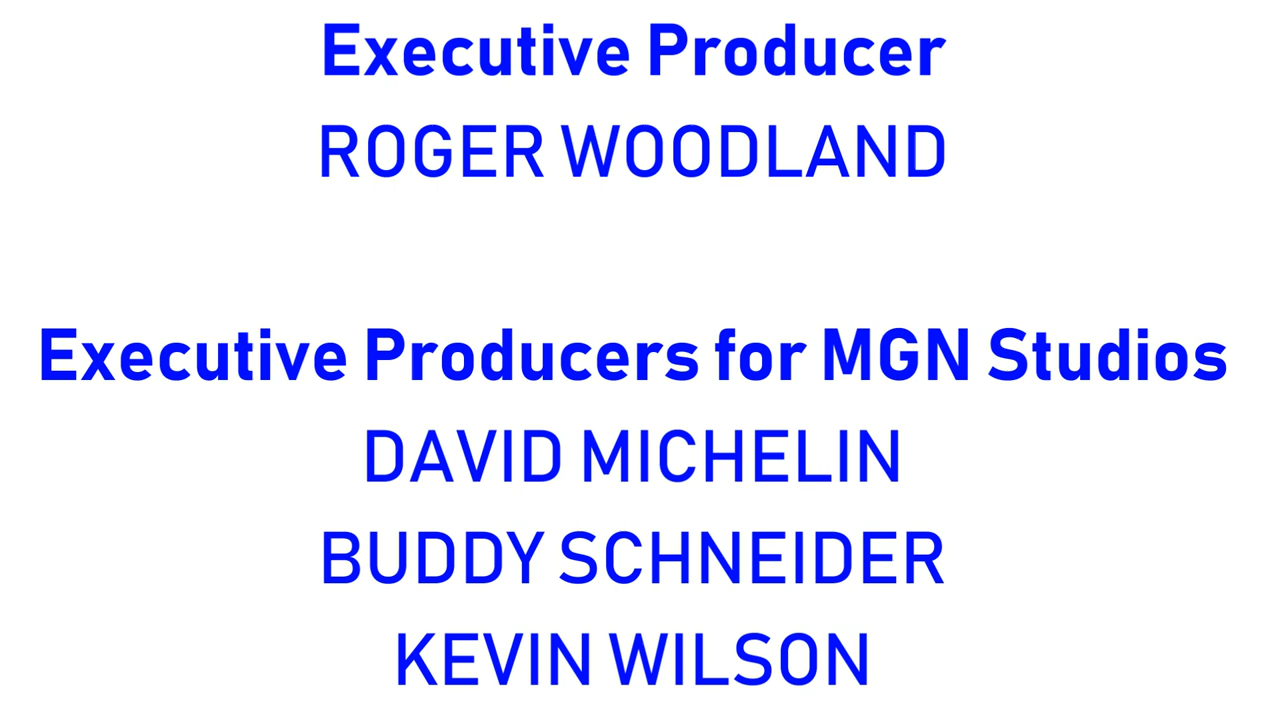 Executive Producer
ROGER WOODLAND
Executive Producers for MGN Studios
DAVID MICHELIN
BUDDY SCHNEIDER
KEVIN WILSON